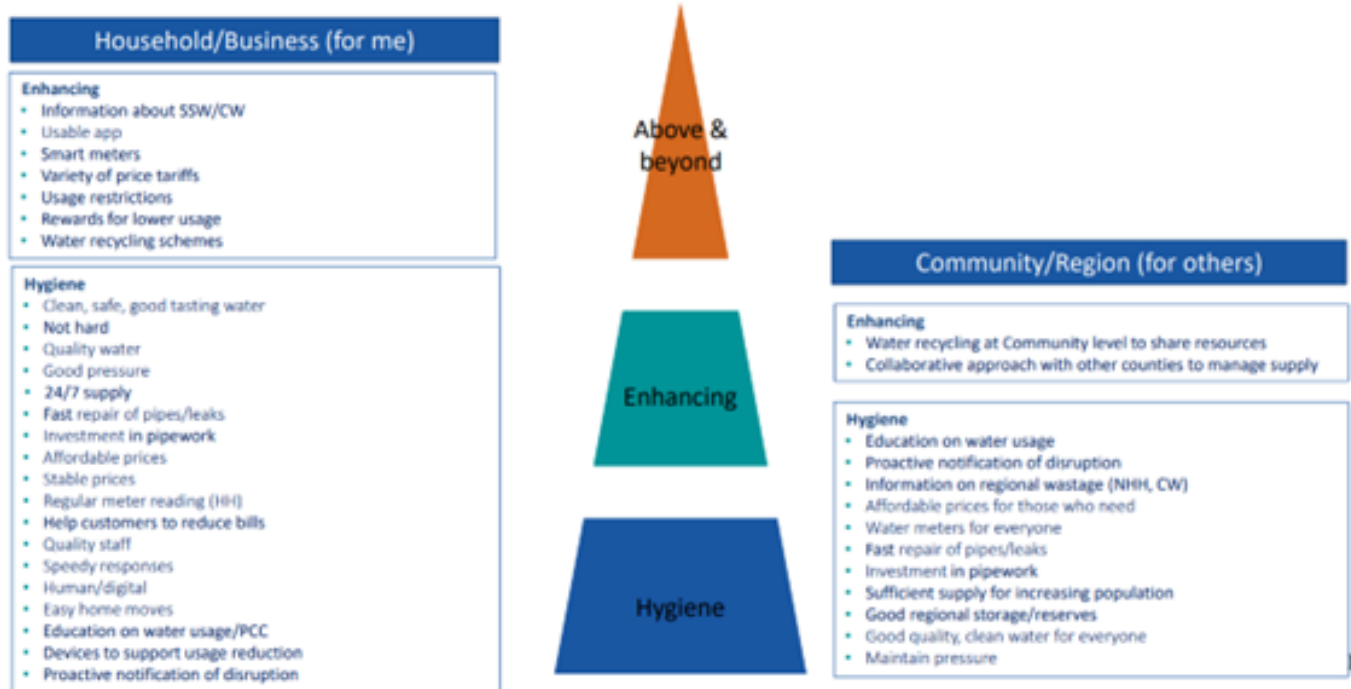 Household/Business (for me)
Enhancing
• Information about SSW/CW
• Usable app
• Smart meters
• Variety of price tariffs
• Usage restrictions
• Rewards for lower usage
• Water recycling schemes
Hygiene
• Clean, safe, good tasting water
• Not hard
• Quality water
• Good pressure
• 24/7 supply
• Fast repair of pipes/leaks
• Investment in pipework
• Affordable prices
• Stable prices
• Regular meter reading (HH)
• Help customers to reduce bills
• Quality staff
• Speedy responses
• Human/digital
• Easy home moves
• Education on water usage/PCC
• Devices to support usage reduction
• Proactive notification of disruption
Above &
beyond
Enhancing
Hygiene
Community/Region (for others)
Enhancing
• Water recycling at Community level to share resources
• Collaborative approach with other counties to manage supply
Hygiene
• Education on water usage
• Proactive notification of disruption
• Information on regional wastage (NHH, CW)
• Affordable prices for those who need
• Water meters for everyone
• Fast repair of pipes/leaks
• Investment in pipework
• Sufficient supply for increasing population
• Good regional storage/reserves
• Good quality, clean water for everyone
• Maintain pressure